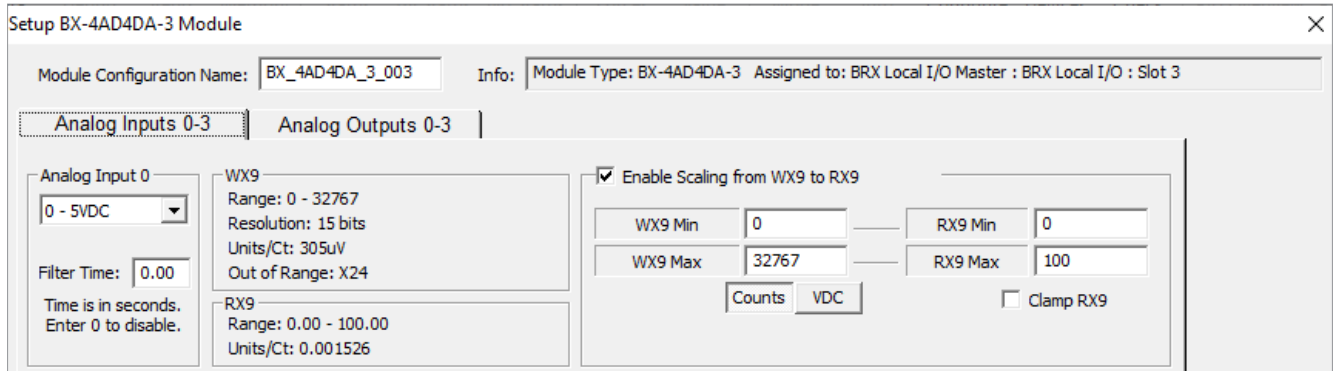 Setup BX-4AD4DA-3 Module
Module Configuration Name: BX_4AD4DA_3_003 Info: Module Type: BX-4AD4DA-3 Assigned to: BRX Local I/O Master : BRX Local I/O : Slot 3
Analog Inputs 0-3 Analog Outputs 0-3
Analog Input 0
0 - 5VDC
Filter Time: 0.00
Time is in seconds.
Enter 0 to disable.
WX9
Range: 0 - 32767
Resolution: 15 bits
Units/Ct: 305uV
Out of Range: X24
RX9
Range: 0.00 - 100.00
Units/Ct: 0.001526
Enable Scaling from WX9 to RX9
WX9 Min 0 RX9 Min 0
WX9 Max 32767 RX9 Max 100
Counts VDC Clamp RX9